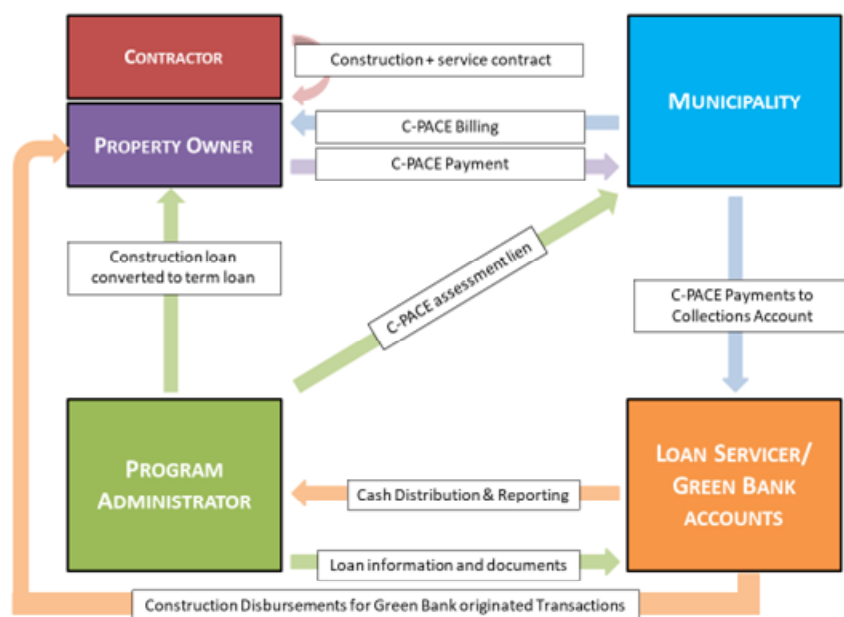 CONTRACTOR
Construction + service contract
MUNICIPALITY
C-PACE Billing
PROPERTY OWNER
C-PACE Payment
Construction loan
converted to term loan
C-PACE assessment lien
C-PACE Payments to
Collections Account
PROGRAM
ADMINISTRATOR
LOAN SERVICER/
GREEN BANK
ACCOUNTS
Cash Distribution & Reporting
Loan information and documents
Construction Disbursements for Green Bank originated Transactions